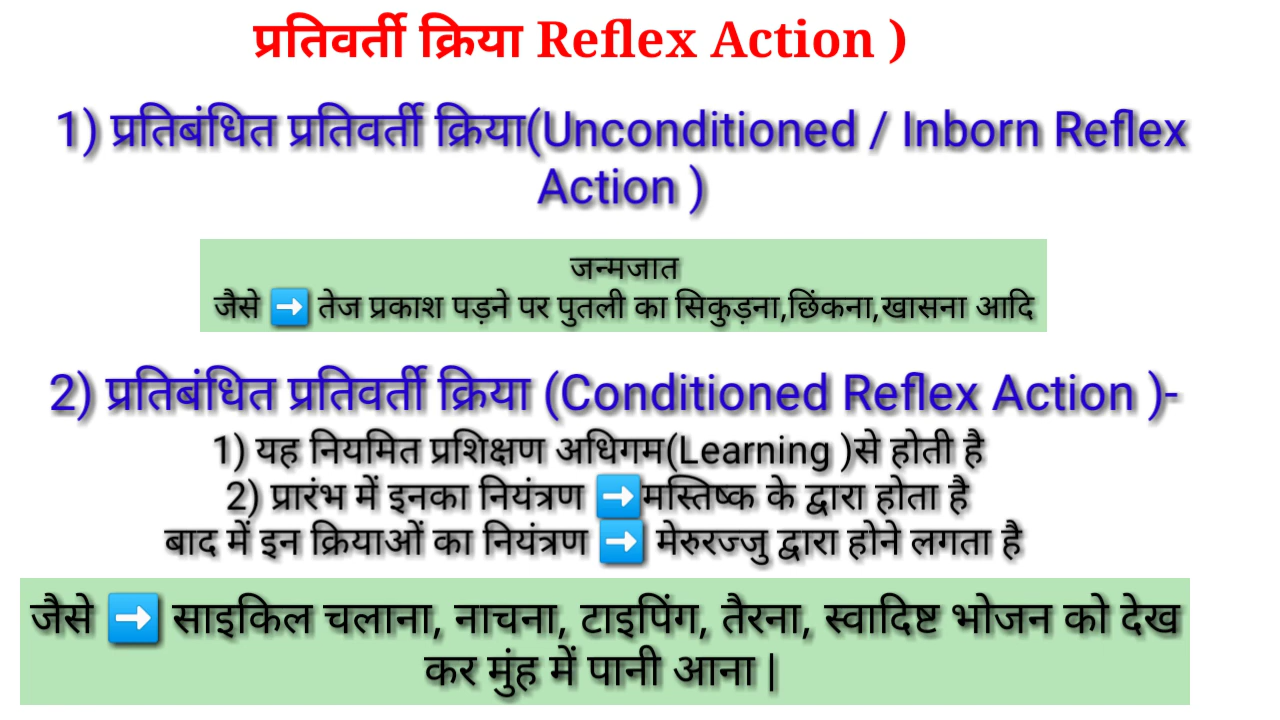 प्रतिवर्ती क्रिया Reflex Action )
1) प्रतिबंधित प्रतिवर्ती क्रिया(Unconditioned / Inborn Reflex
Action )
जन्मजात
जैसे ➡ तेज प्रकाश पड़ने पर पुतली का सिकुड़ना,छिंकना,खासना आदि
2) प्रतिबंधित प्रतिवर्ती क्रिया (Conditioned Reflex Action )-
1) यह नियमित प्रशिक्षण अधिगम(Learning )से होती है
2) प्रारंभ में इनका नियंत्रण ➡मस्तिष्क के द्वारा होता है
बाद में इन क्रियाओं का नियंत्रण ➡ मेरुरज्जु द्वारा होने लगता है
जैसे ➡ साइकिल चलाना, नाचना, टाइपिंग, तैरना, स्वादिष्ट भोजन को देख
कर मुंह में पानी आना |